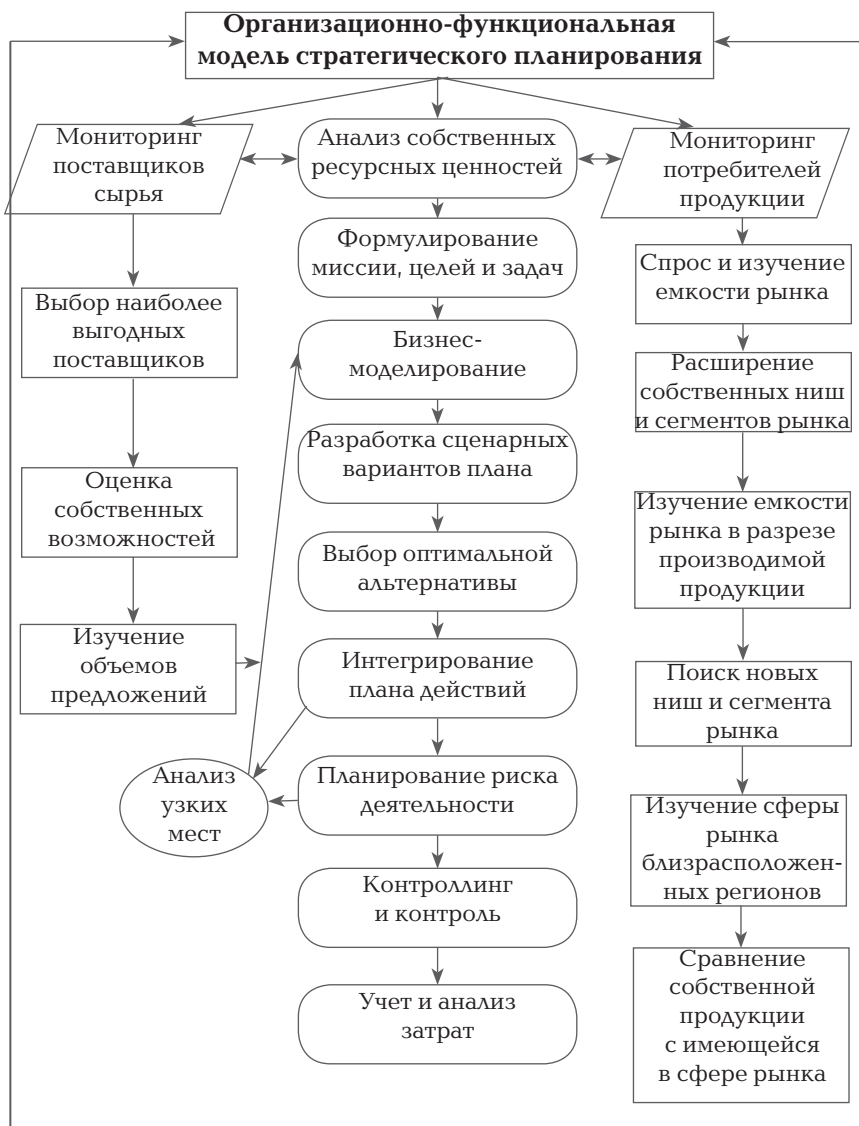 Организационно-функциональная
модель стратегического планирования
Мониторинг
поставщиков
сырья
Анализ собственных
ресурсных ценностей
Мониторинг
потребителей
продукции
Формулирование
миссии, целей и задач
Спрос и изучение
емкости рынка
Выбор наиболее
выгодных
поставщиков
Бизнес-
моделирование
Расширение
собственных ниш
и сегментов рынка
Разработка сценарных
вариантов плана
Оценка
собственных
возможностей
Изучение емкости
рынка в разрезе
производимой
продукции
Выбор оптимальной
альтернативы
Изучение
объемов
предложений
Интегрирование
плана действий
Поиск новых
ниш и сегмента
рынка
Анализ
узких
мест
Планирование риска
деятельности
Изучение сферы
рынка
близрасположен-
ных регионов
Контроллинг
и контроль
Учет и анализ
затрат
Сравнение
собственной
продукции
с имеющейся
в сфере рынка